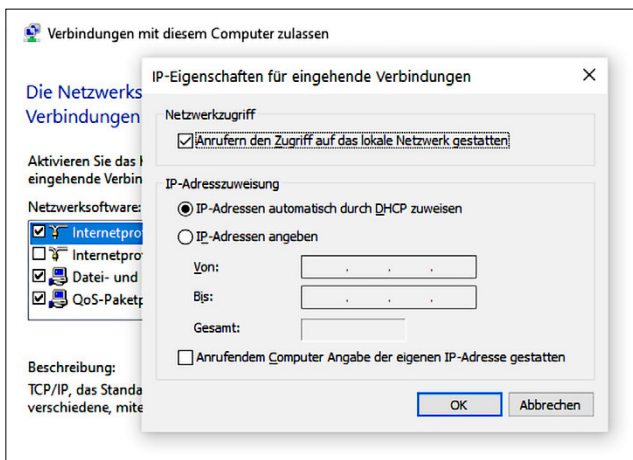 Verbindungen mit diesem Computer zulassen
IP-Eigenschaften für eingehende Verbindungen
Die Netzwerks
Verbindungen
Netzwerkzugriff
Anrufern den Zugriff auf das lokale Netzwerk gestatten
Aktivieren Sie das
eingehende Verbin
IP-Adresszuweisung
Netzwerksoftware:
IP-Adressen automatisch durch DHCP zuweisen
Internetpro
IP-Adressen angeben
Internetpro
Von:
Datei- und
Bis:
QoS-Paketp
Gesamt:
Anrufendem Computer Angabe der eigenen IP-Adresse gestatten
Beschreibung:
TCP/IP, das Standa
verschiedene, mite
OK
Abbrechen